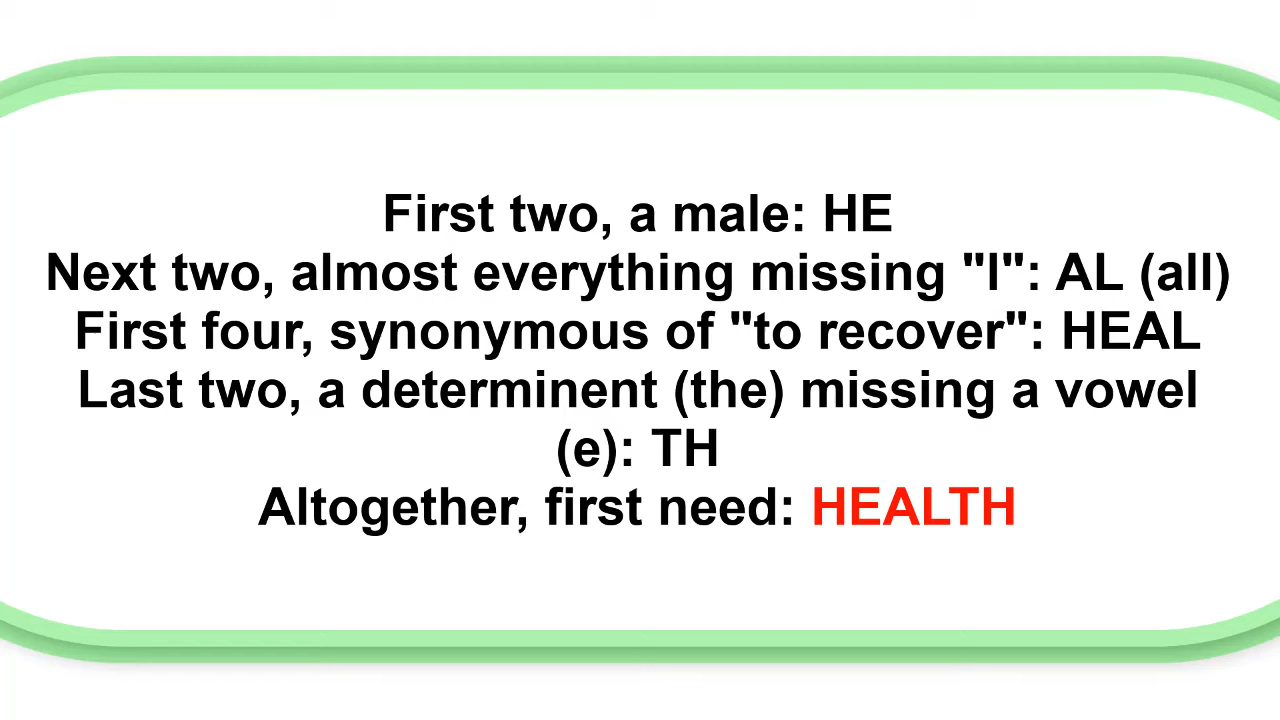 First two, a male: HE
Next two, almost everything missing "l": AL (all)
First four, synonymous of "to recover": HEAL
Last two, a determinent (the) missing a vowel
(e): TH
Altogether, first need: HEALTH